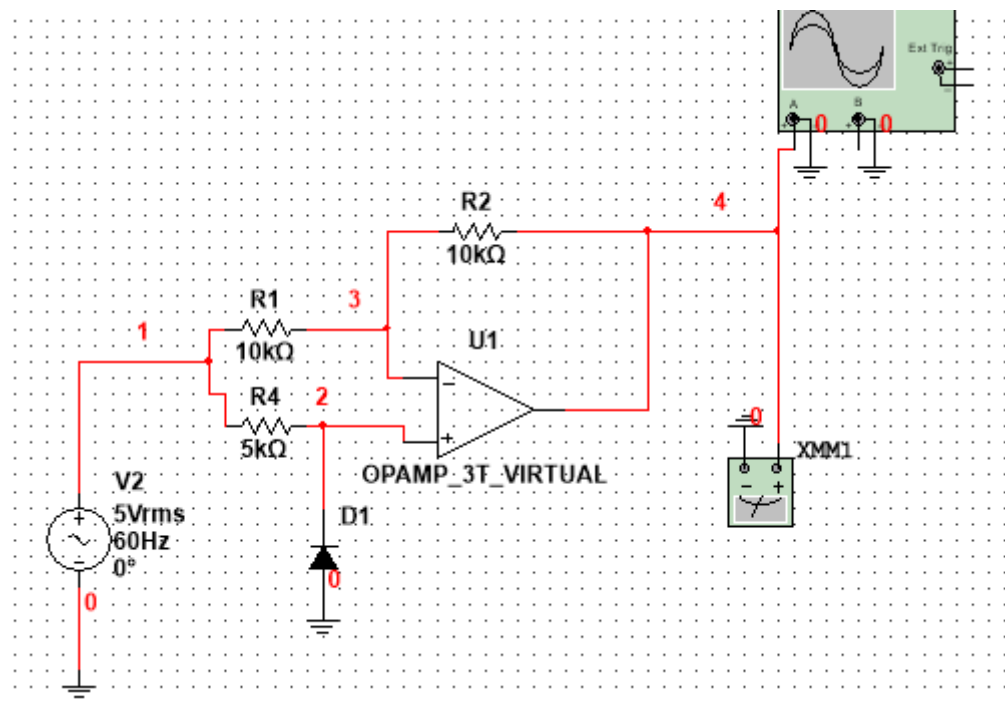 Ext Trig
+
−
A
B
+
−
0
+
−
0
R2
10kΩ
4
R1
10kΩ
3
1
U1
−
+
R4
5kΩ
2
OPAMP_3T_VIRTUAL
0
XMM1
−
+
V2
5Vrms
60Hz
0°
+
−
D1
0
0